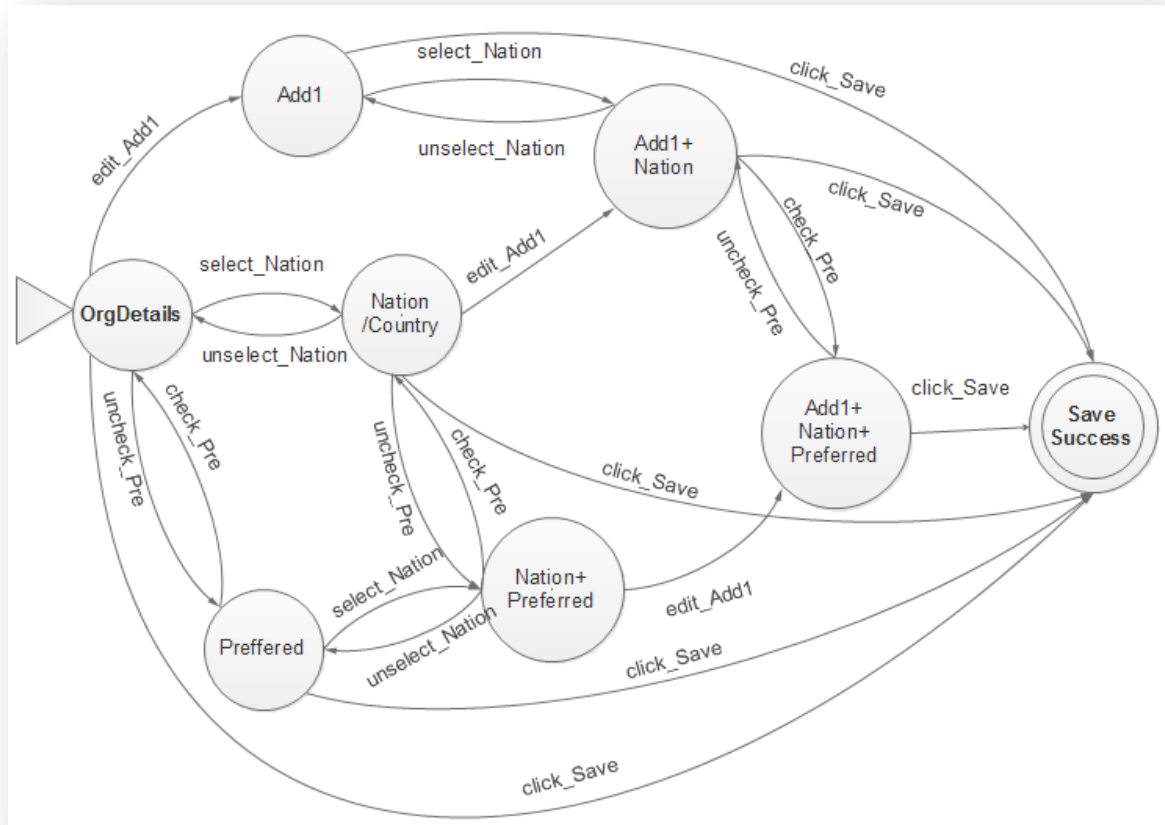 select_Nation
click_Save
Add1
edit_Add1
unselect_Nation
Add1+
Nation
click_Save
check_Pre
uncheck_Pre
select_Nation
edit_Add1
OrgDetails
Nation
/Country
unselect_Nation
check_Pre
uncheck_Pre
uncheck_Pre
check_Pre
click_Save
Add1+
Nation+
Preferred
click_Save
Save
Success
select_Nation
Nation+
Preferred
edit_Add1
unselect_Nation
Preffered
click_Save
click_Save